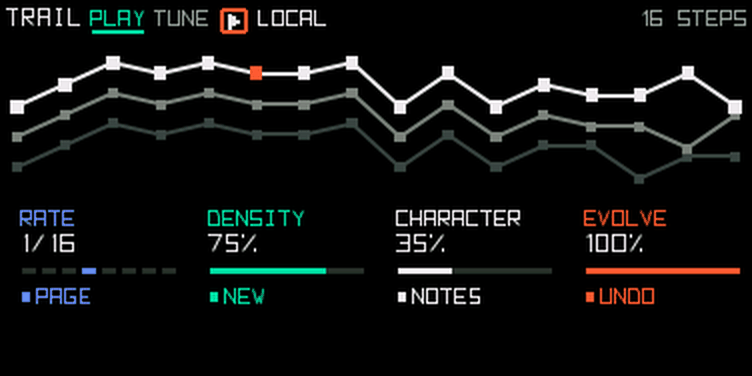 TRAIL PLAY TUNE LOCAL 16 STEPS
RATE DENSITY CHARACTER EVOLVE
1/16 75% 35% 100%
PAGE NEW NOTES UNDO